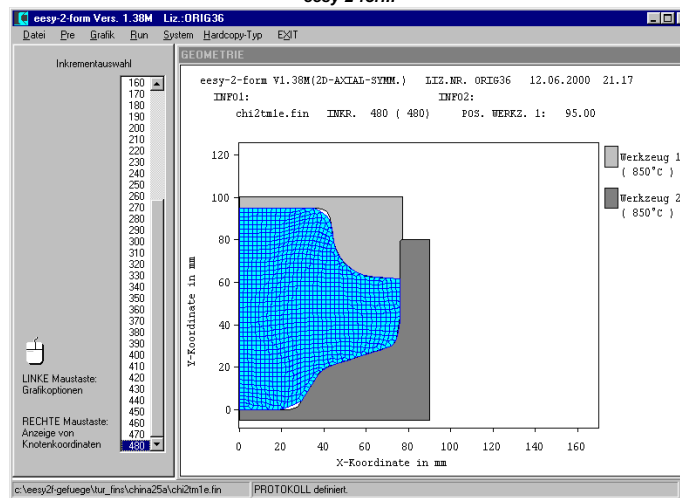 eesy-2-form
eesy-2-form Vers. 1.38M Liz.:ORIG36
Datei Pre Grafik Run System Hardcopy-Typ EXIT
Inkrementauswahl
160
170
180
190
200
210
220
230
240
250
260
270
280
290
300
310
320
330
340
350
360
370
380
390
400
410
420
430
440
450
460
470
480
LINKE Maustaste:
Grafikoptionen
RECHTE Maustaste:
Anzeige von
Knotenkoordinaten
GEOMETRIE
eesy-2-form V1.38M(2D-AXIAL-SYMM.) LIZ.NR. ORIG36 12.06.2000 21.17
INFO1: INFO2:
chi2tm1e.fin INKR. 480 ( 480) POS. WERKZ. 1: 95.00
Werkzeug 1
( 850°C )
Werkzeug 2
( 850°C )
Y-Koordinate in mm
120
100
80
60
40
20
0
0 20 40 60 80 100 120 140 160
X-Koordinate in mm
c:\eesy2f-gefuege\tur_fins\china25a\chi2tm1e.fin PROTOKOLL definiert.